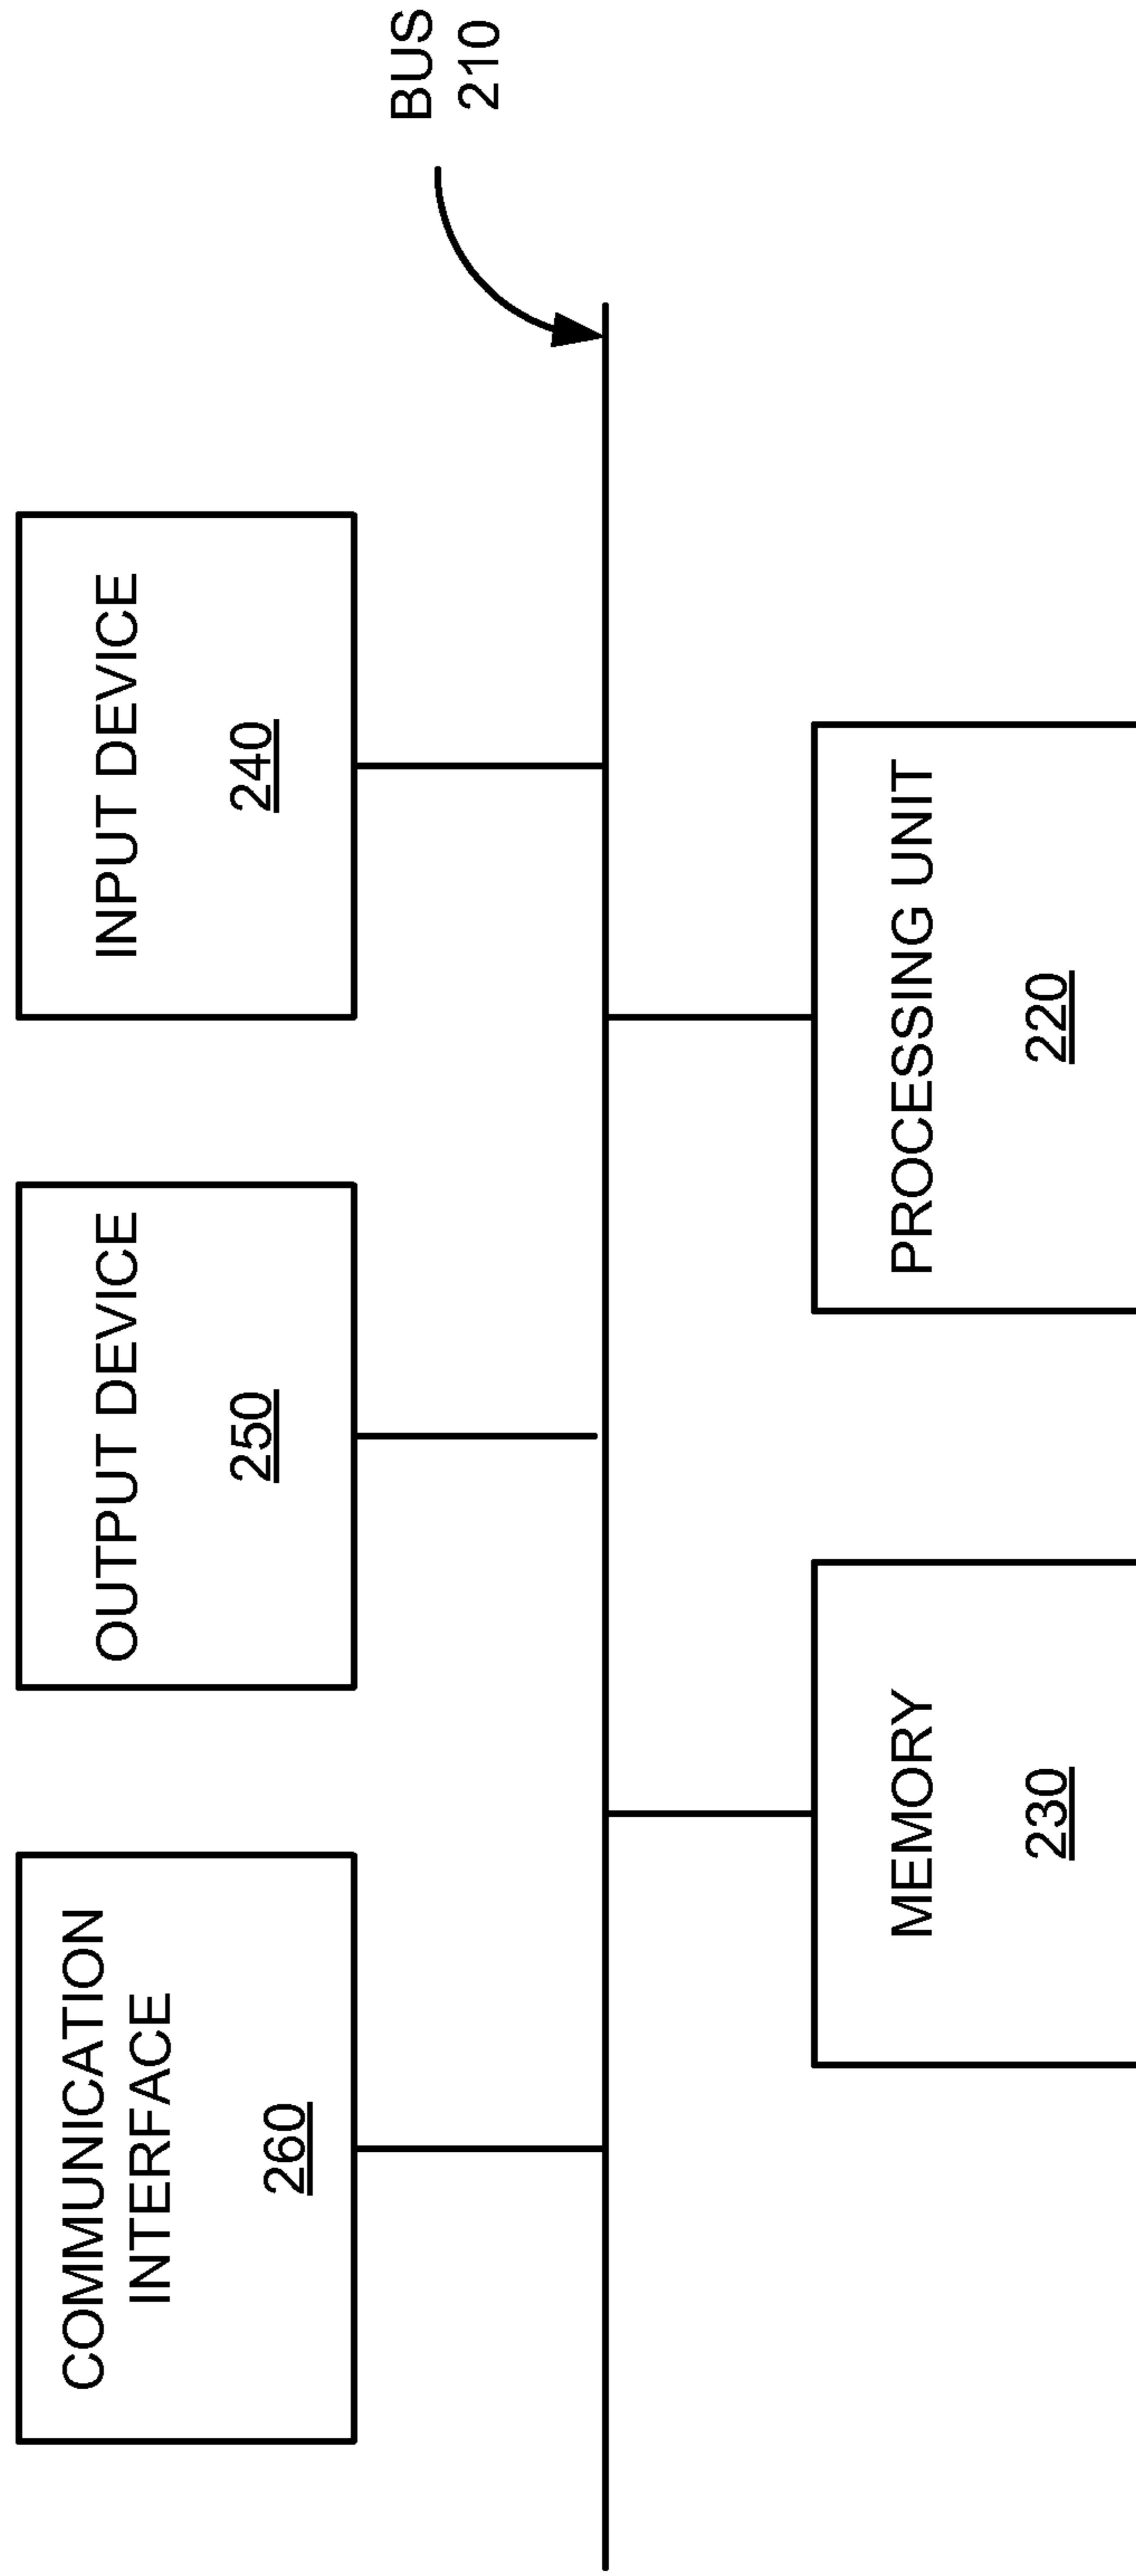 COMMUNICATION
INTERFACE
260
OUTPUT DEVICE
250
INPUT DEVICE
240
BUS
210
MEMORY
230
PROCESSING UNIT
220